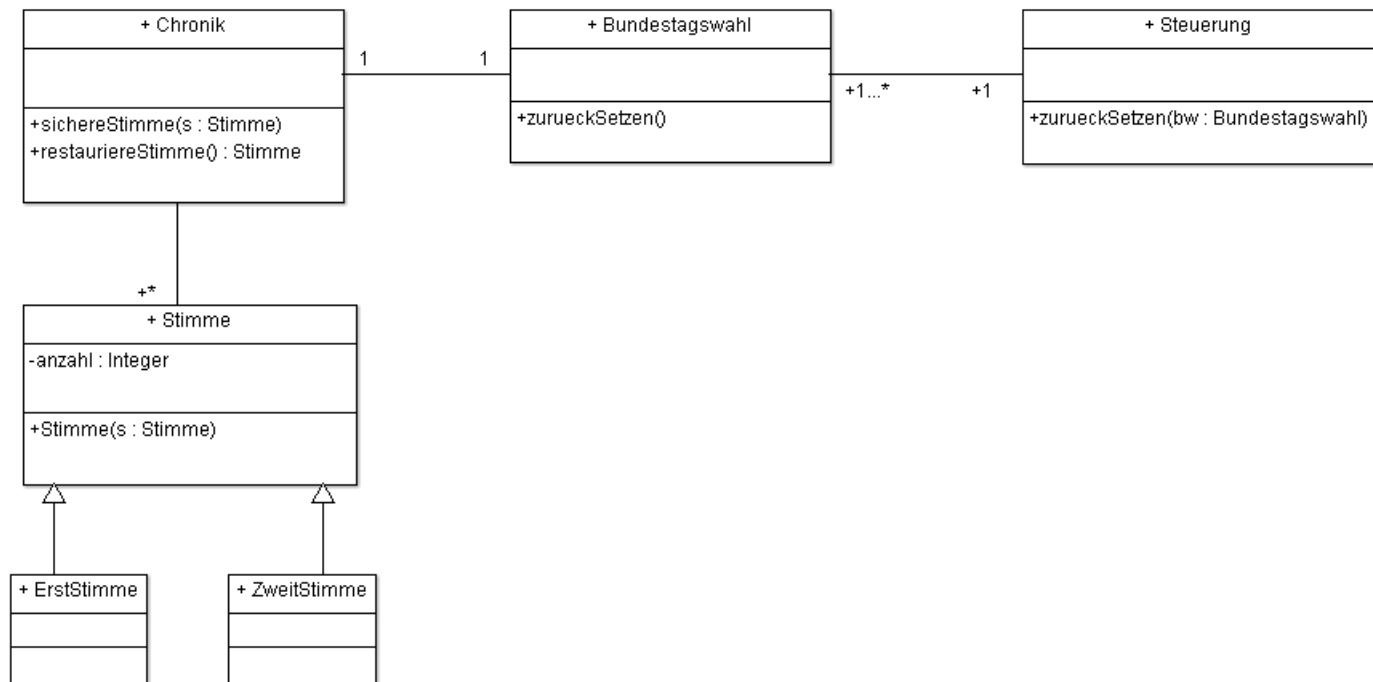 + Chronik
+sichereStimme(s : Stimme)
+restauriereStimme() : Stimme
1
1
+ Bundestagswahl
+zurueckSetzen()
+1...*
+1
+ Steuerung
+zurueckSetzen(bw : Bundestagswahl)
+*
+ Stimme
-anzahl : Integer
+Stimme(s : Stimme)
+ ErstStimme
+ ZweitStimme